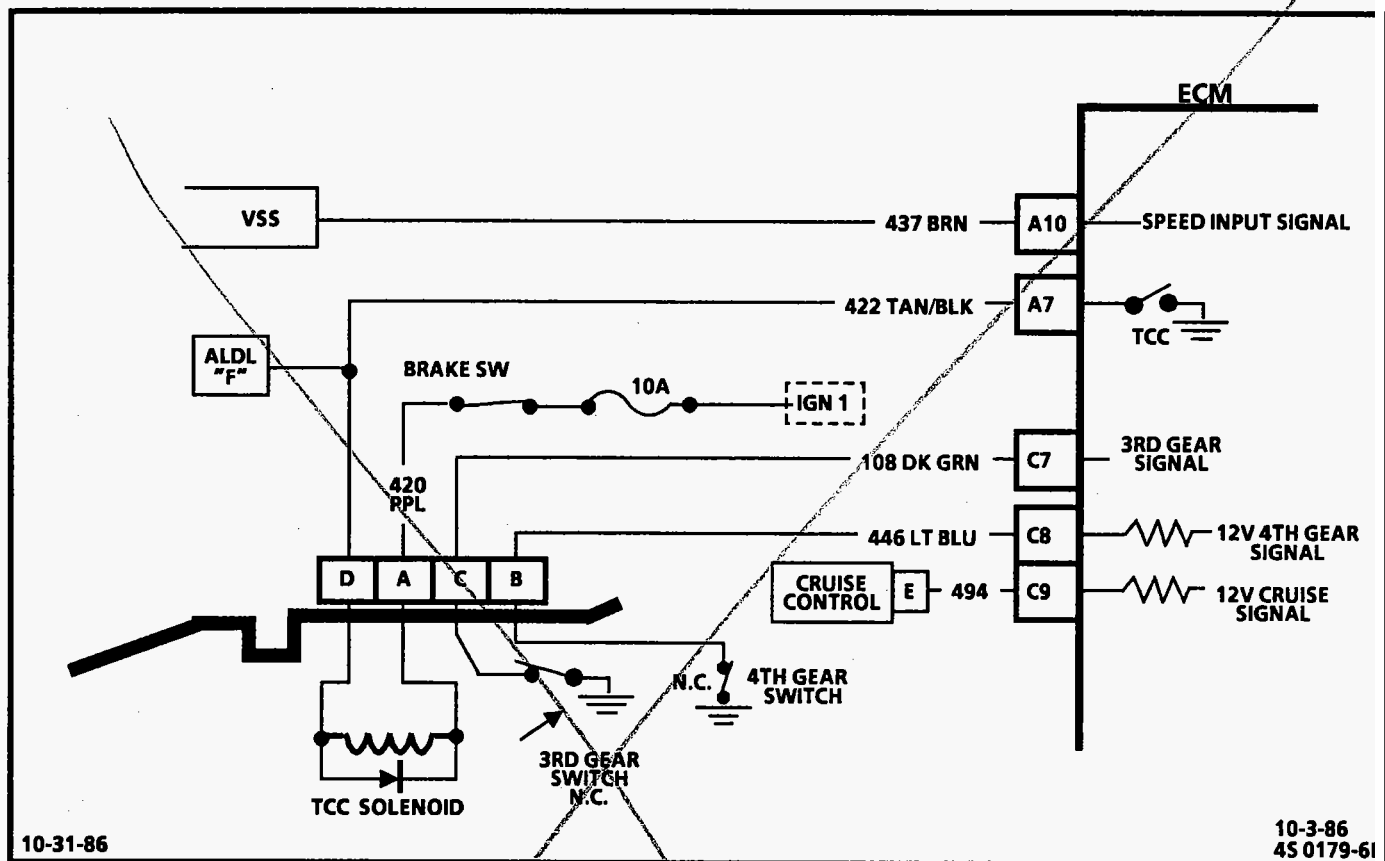 ECM
VSS
437 BRN
A10
SPEED INPUT SIGNAL
422 TAN/BLK
A7
TCC
ALDL
"F"
BRAKE SW
10A
IGN 1
108 DK GRN
C7
3RD GEAR
SIGNAL
420
PPL
446 LT BLU
C8
12V 4TH GEAR
SIGNAL
D
A
C
B
CRUISE
CONTROL
E
494
C9
12V CRUISE
SIGNAL
N.C.
4TH GEAR
SWITCH
3RD GEAR
SWITCH
N.C.
TCC SOLENOID
10-31-86
10-3-86